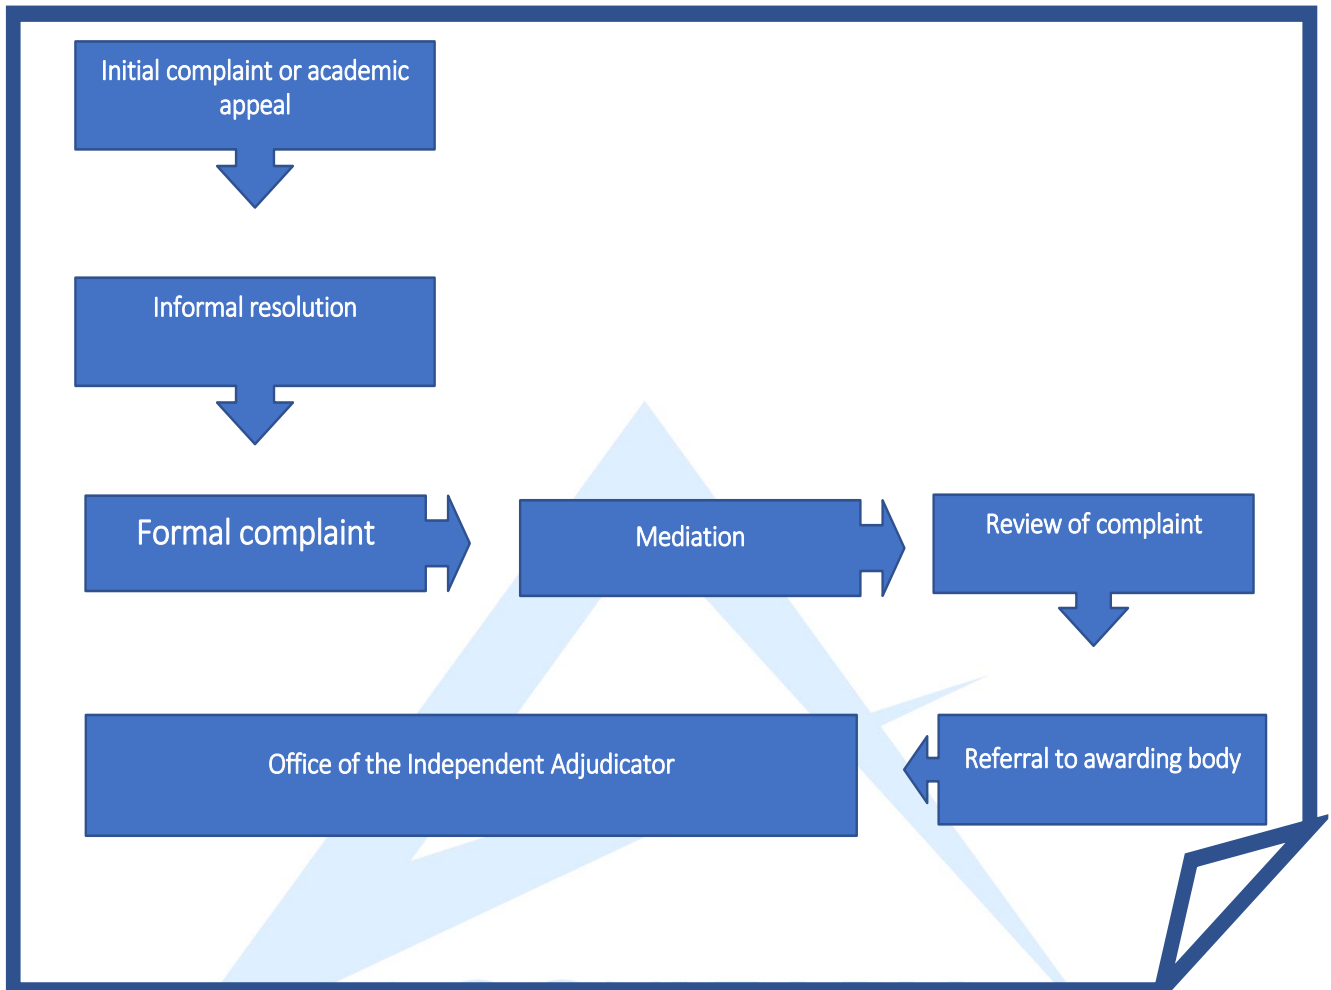 Initial complaint or academic
appeal
Informal resolution
Formal complaint
Mediation
Review of complaint
Office of the Independent Adjudicator
Referral to awarding body